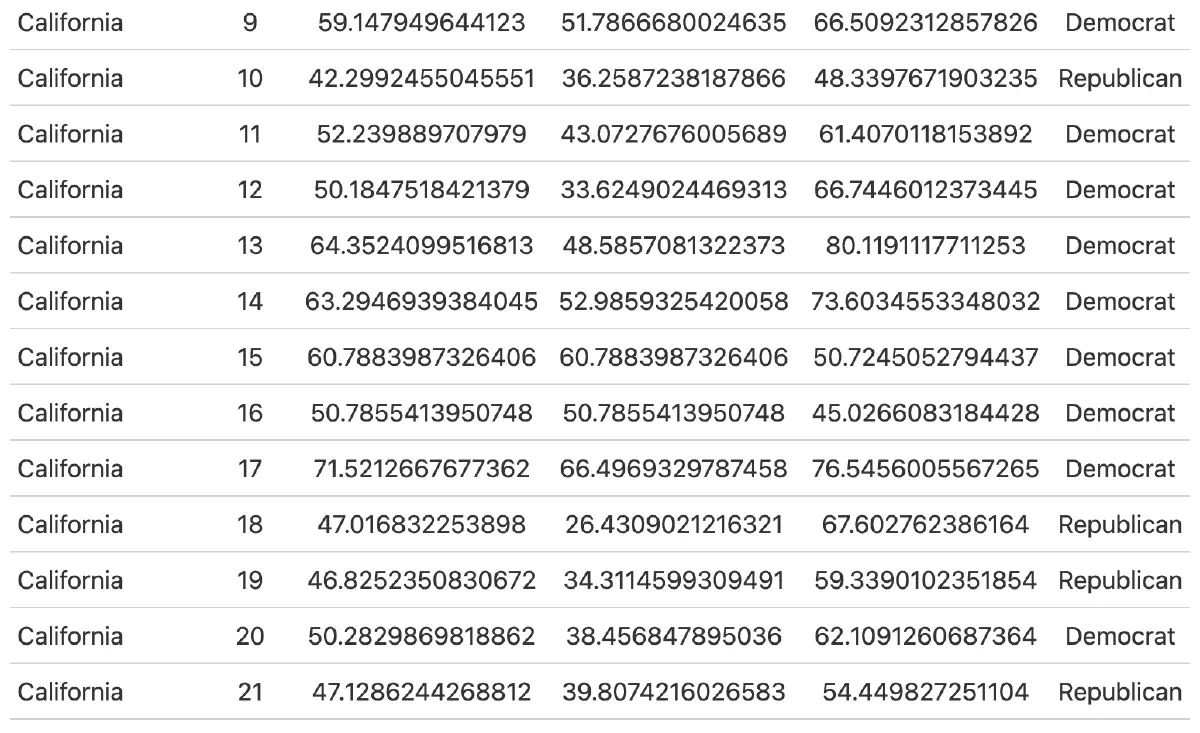 California 9 59.147949644123 51.7866680024635 66.5092312857826 Democrat
California 10 42.2992455045551 36.2587238187866 48.3397671903235 Republican
California 11 52.239889707979 43.0727676005689 61.4070118153892 Democrat
California 12 50.1847518421379 33.6249024469313 66.7446012373445 Democrat
California 13 64.3524099516813 48.5857081322373 80.1191117711253 Democrat
California 14 63.2946939384045 52.9859325420058 73.6034553348032 Democrat
California 15 60.7883987326406 60.7883987326406 50.7245052794437 Democrat
California 16 50.7855413950748 50.7855413950748 45.0266083184428 Democrat
California 17 71.5212667677362 66.4969329787458 76.5456005567265 Democrat
California 18 47.016832253898 26.4309021216321 67.602762386164 Republican
California 19 46.8252350830672 34.3114599309491 59.3390102351854 Republican
California 20 50.2829869818862 38.456847895036 62.1091260687364 Democrat
California 21 47.1286244268812 39.8074216026583 54.449827251104 Republican